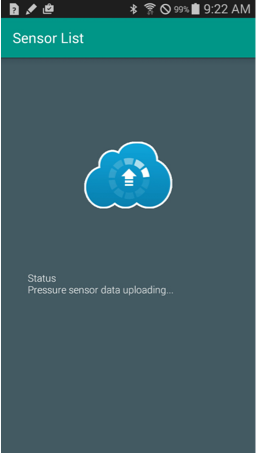 99% 9:22 AM
Sensor List
Status
Pressure sensor data uploading...